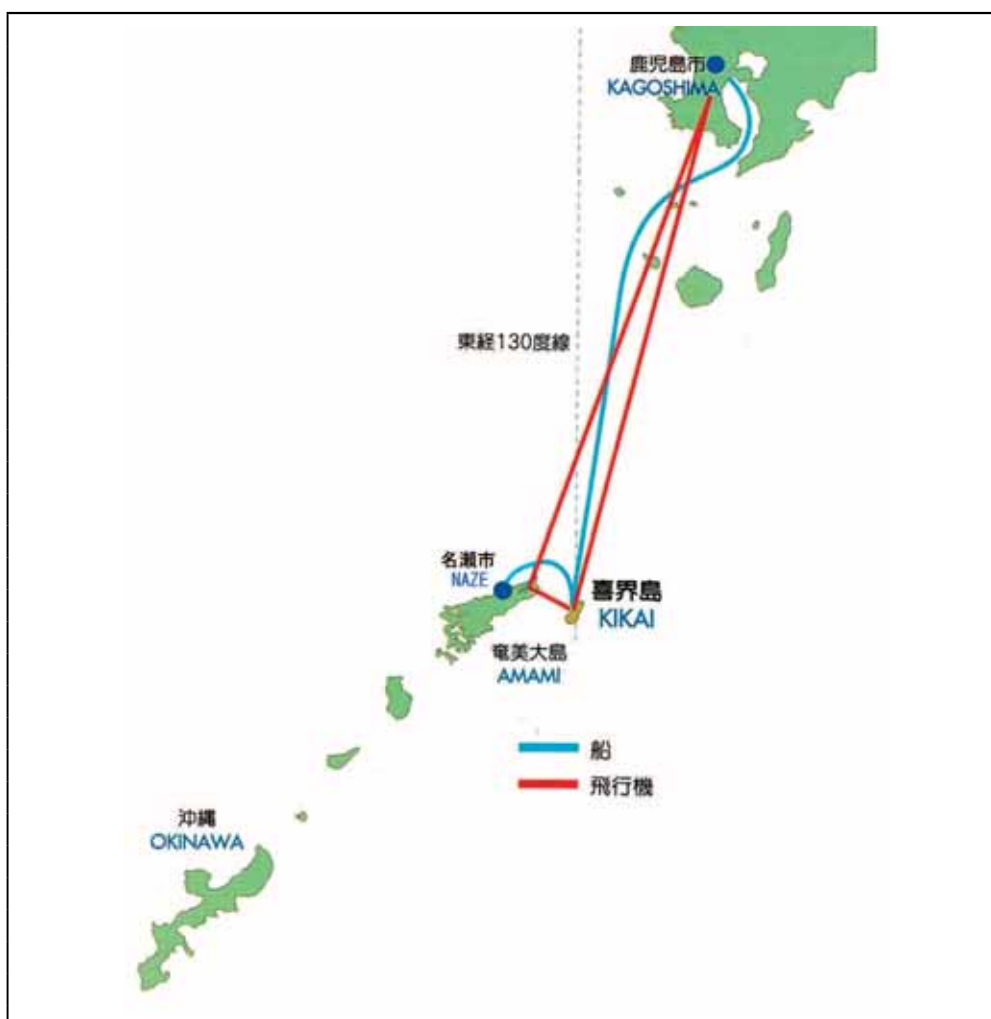 鹿児島市
KAGOSHIMA
東経130度線
名瀬市
NAZE
喜界島
KIKAI
奄美大島
AMAMI
船
飛行機
沖縄
OKINAWA